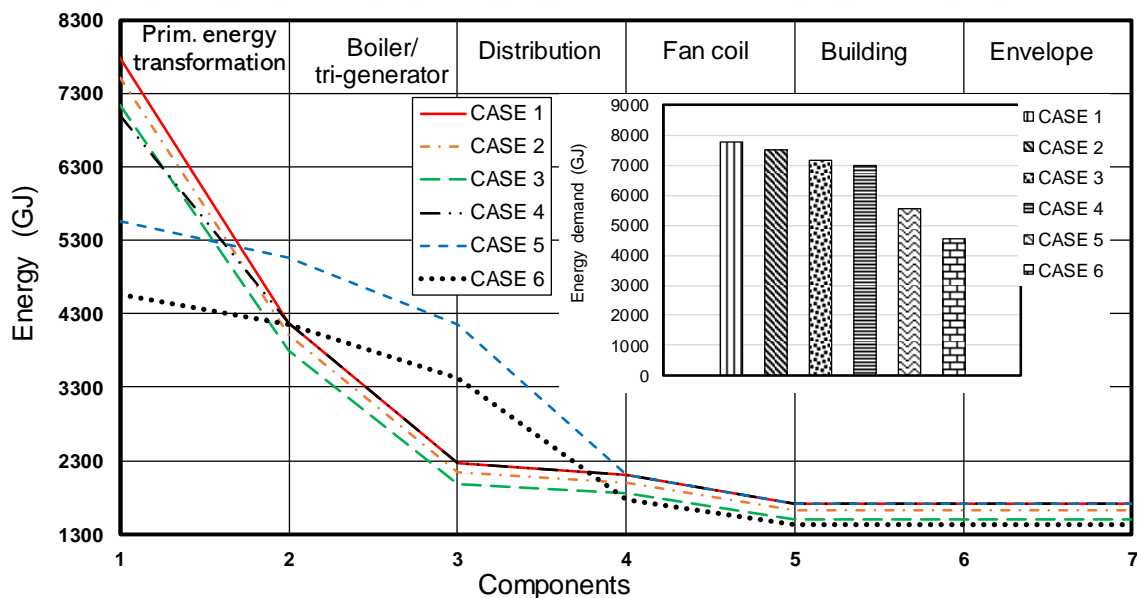 8300
7300
6300
5300
4300
3300
2300
1300
Energy (GJ)
Prim. energy
transformation
Boiler/
tri-generator
Distribution
Fan coil
Building
Envelope
CASE 1
CASE 2
CASE 3
CASE 4
CASE 5
CASE 6
9000
8000
7000
6000
5000
4000
3000
2000
1000
0
Energy demand (GJ)
CASE 1
CASE 2
CASE 3
CASE 4
CASE 5
CASE 6
1 2 3 4 5 6 7
Components